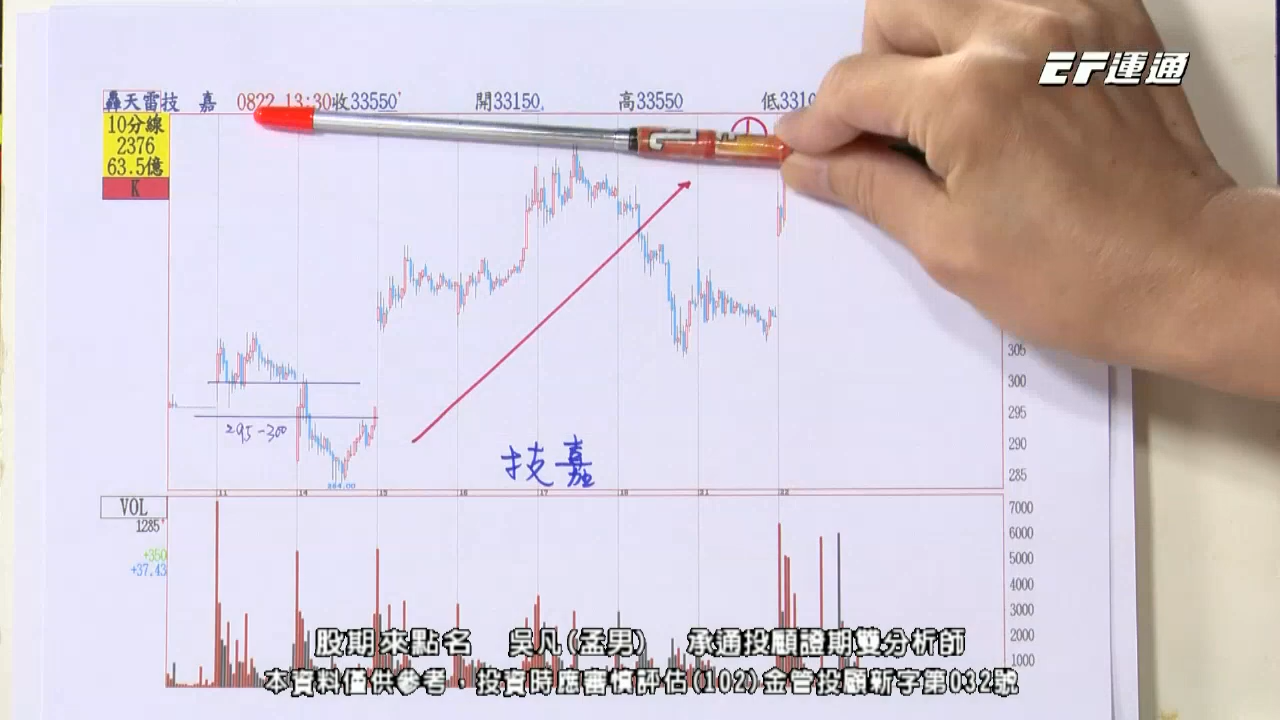 EF運通
轟天雷技 嘉 0822 13:30收33550' 開33150. 高33550 低3310
10分線
2376
63.5億
K
305
300
295
290
285
295-300
技嘉
284.00
11 14 15 16 17 18 21 22
VOL
1285'
+350
+37.43
7000
6000
5000
4000
3000
2000
1000
股期來點名 吳凡(孟男) 承通投顧證期雙分析師
本資料僅供參考，投資時應審慎評估(102)金管投顧新字第032號